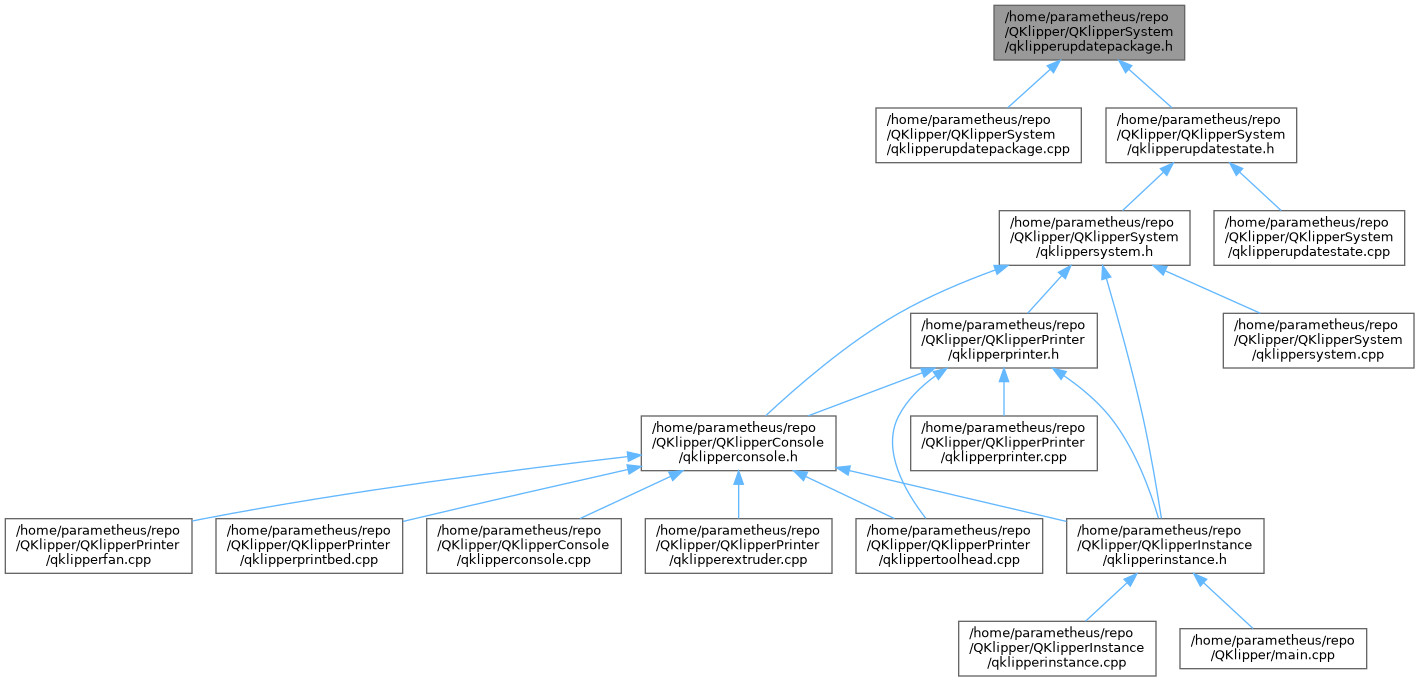 /home/parametheus/repo
/QKlipper/QKlipperSystem
/qklipperupdatepackage.h
/home/parametheus/repo
/QKlipper/QKlipperSystem
/qklipperupdatepackage.cpp
/home/parametheus/repo
/QKlipper/QKlipperSystem
/qklipperupdatestate.h
/home/parametheus/repo
/QKlipper/QKlipperSystem
/qklippersystem.h
/home/parametheus/repo
/QKlipper/QKlipperSystem
/qklipperupdatestate.cpp
/home/parametheus/repo
/QKlipper/QKlipperPrinter
/qklipperprinter.h
/home/parametheus/repo
/QKlipper/QKlipperSystem
/qklippersystem.cpp
/home/parametheus/repo
/QKlipper/QKlipperConsole
/qklipperconsole.h
/home/parametheus/repo
/QKlipper/QKlipperPrinter
/qklipperprinter.cpp
/home/parametheus/repo
/QKlipper/QKlipperPrinter
/qklipperfan.cpp
/home/parametheus/repo
/QKlipper/QKlipperPrinter
/qklipperprintbed.cpp
/home/parametheus/repo
/QKlipper/QKlipperConsole
/qklipperconsole.cpp
/home/parametheus/repo
/QKlipper/QKlipperPrinter
/qklipperextruder.cpp
/home/parametheus/repo
/QKlipper/QKlipperPrinter
/qklippertoolhead.cpp
/home/parametheus/repo
/QKlipper/QKlipperInstance
/qklipperinstance.h
/home/parametheus/repo
/QKlipper/QKlipperInstance
/qklipperinstance.cpp
/home/parametheus/repo
/QKlipper/main.cpp